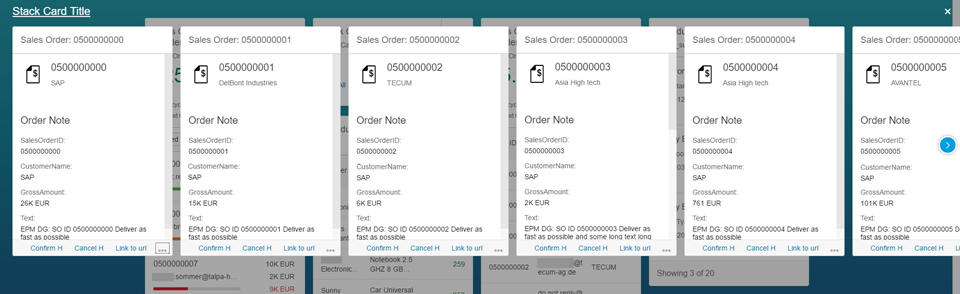 Stack Card Title
×
Sales Order: 0500000000
0500000000
SAP
Order Note
SalesOrderID:
0500000000
CustomerName:
SAP
GrossAmount:
26K EUR
Text:
EPM DG: SO ID 0500000000 Deliver as
fast as possible
Confirm H Cancel H Link to url ...
Sales Order: 0500000001
0500000001
DelBont Industries
Order Note
SalesOrderID:
0500000001
CustomerName:
SAP
GrossAmount:
15K EUR
Text:
EPM DG: SO ID 0500000001 Deliver as
fast as possible
Confirm H Cancel H Link to url ...
Sales Order: 0500000002
0500000002
TECUM
Order Note
SalesOrderID:
0500000002
CustomerName:
SAP
GrossAmount:
6K EUR
Text:
EPM DG: SO ID 0500000002 Deliver as
fast as possible
Confirm H Cancel H Link to url ...
Sales Order: 0500000003
0500000003
Asia High tech
Order Note
SalesOrderID:
0500000003
CustomerName:
SAP
GrossAmount:
2K EUR
Text:
EPM DG: SO ID 0500000003 Deliver as
fast as possible and some long text long
Confirm H Cancel H Link to url ...
Sales Order: 0500000004
0500000004
Asia High tech
Order Note
SalesOrderID:
0500000004
CustomerName:
SAP
GrossAmount:
761 EUR
Text:
EPM DG: SO ID 0500000004 Deliver as
fast as possible
Confirm H Cancel H Link to url ...
Sales Order: 0500000005
0500000005
AVANTEL
Order Note
SalesOrderID:
0500000005
CustomerName:
SAP
GrossAmount:
101K EUR
Text:
EPM DG: SO ID 0500000005 D
fast as possible
Confirm H Cancel H
0500000007 10K EUR
sommer@talpa-h... 2K EUR
9K EUR
Electronic...
Notebook 2.5
GHZ 8 GB...
259
Sunny
Car Universal
0500000002
@t
ecum-ag.de
TECUM
do.not.reply@
Showing 3 of 20